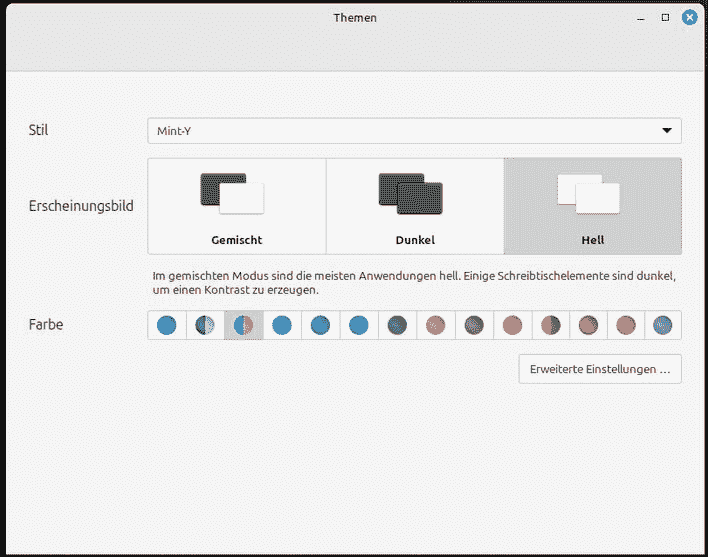 Themen
Stil
Mint-Y
Erscheinungsbild
Gemischt
Dunkel
Hell
Im gemischten Modus sind die meisten Anwendungen hell. Einige Schreibtischelemente sind dunkel,
um einen Kontrast zu erzeugen.
Farbe
Erweiterte Einstellungen …